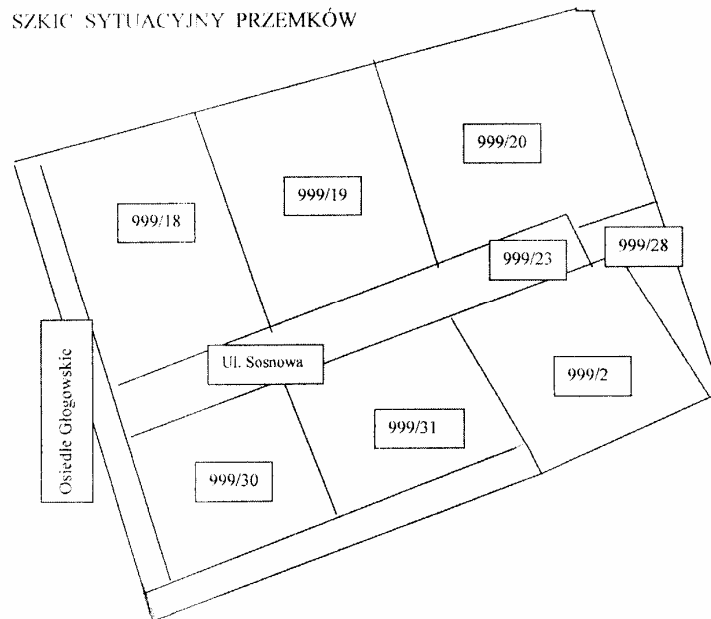 SZKIC SYTUACYJNY PRZEMKÓW
999/20
999/19
999/18
999/28
999/23
Ul. Sosnowa
999/2
999/31
999/30
Osiedle Głogowskie